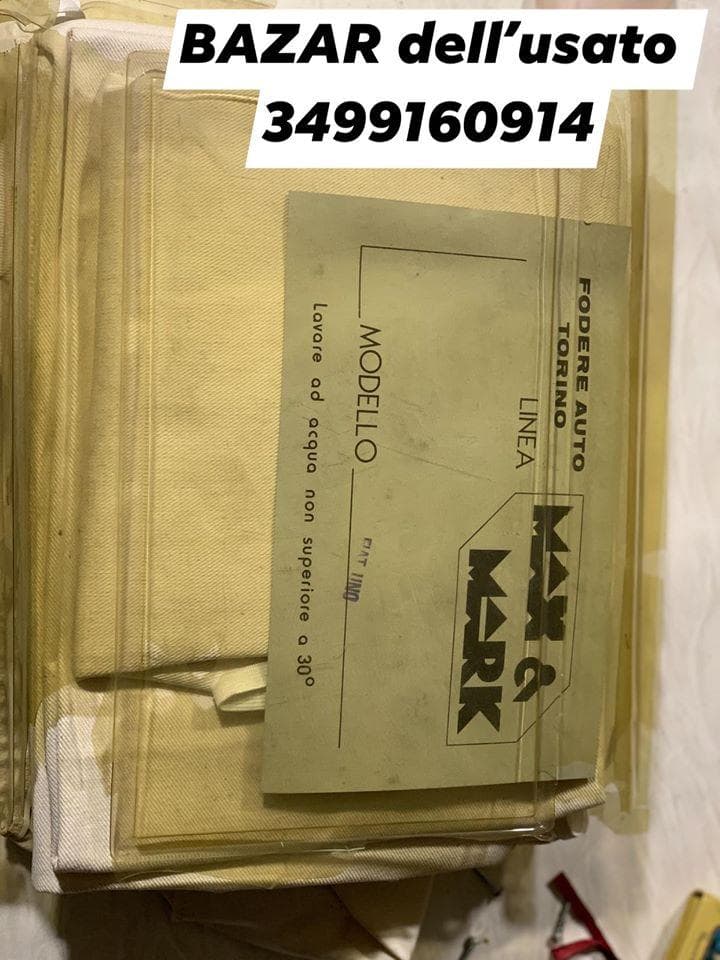 BAZAR dell'usato
3499160914
FODERE AUTO
TORINO
LINEA
MAX &
MARK
MODELLO FIAT UNO
Lavare ad acqua non superiore a 30°